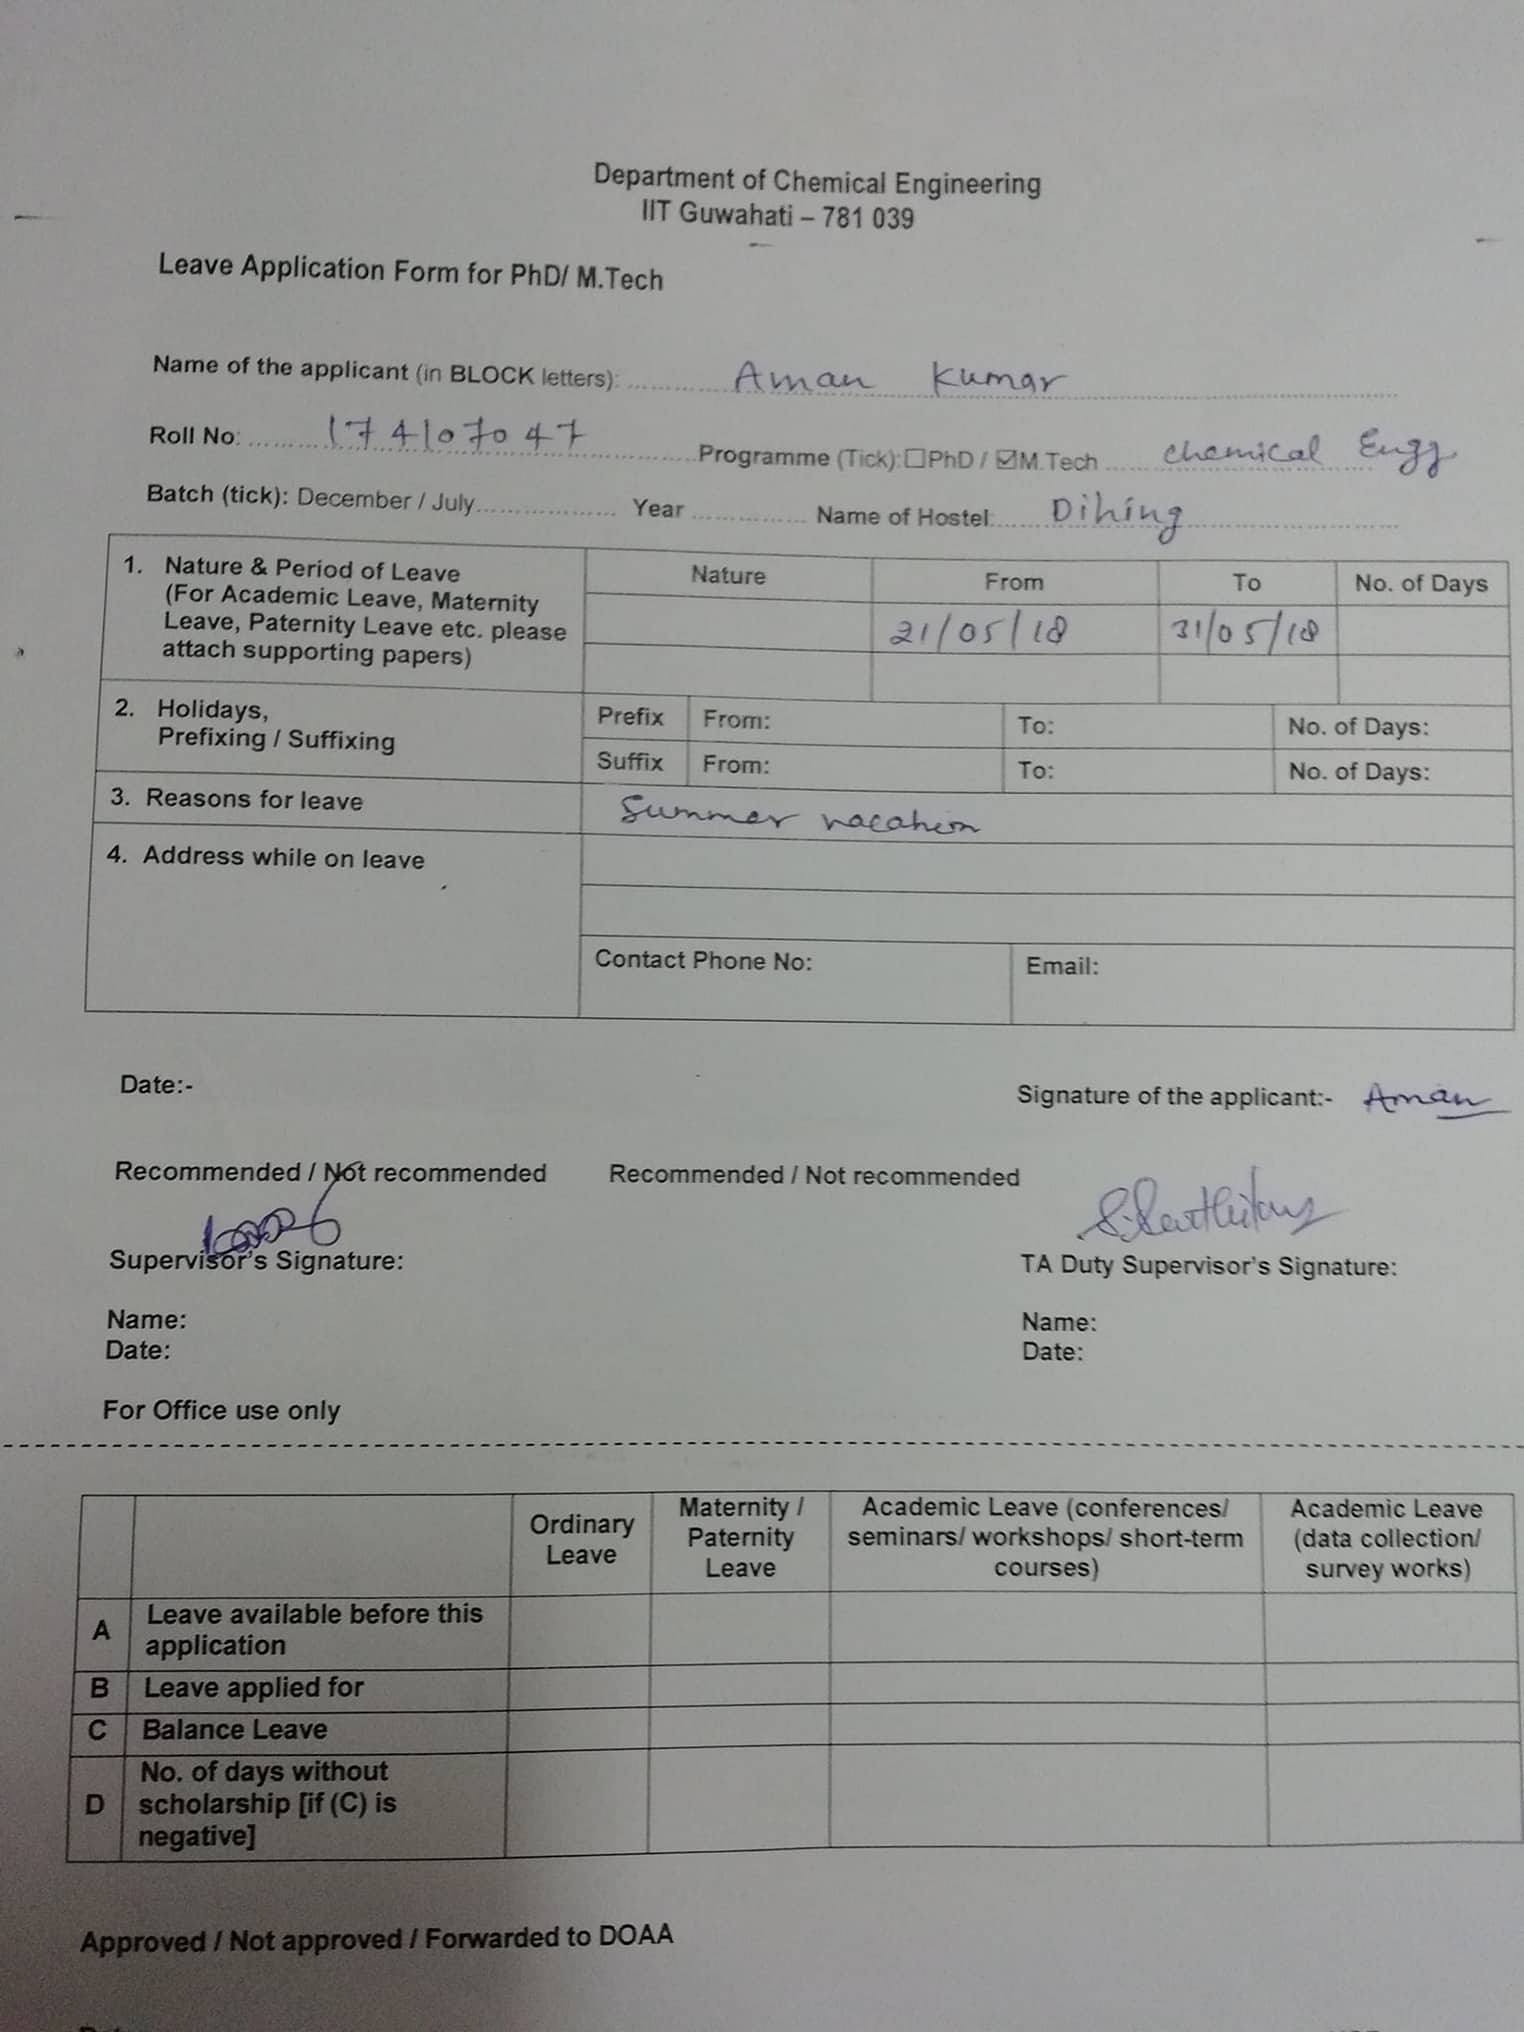 Department of Chemical Engineering
IIT Guwahati – 781 039
Leave Application Form for PhD/ M.Tech
Name of the applicant (in BLOCK letters): Aman Kumar
Roll No: 174107047 Programme (Tick): ☐PhD / ☑M.Tech chemical Engg
Batch (tick): December / July Year Name of Hostel Dihing
1. Nature & Period of Leave
(For Academic Leave, Maternity
Leave, Paternity Leave etc. please
attach supporting papers)
Nature From To No. of Days
21/05/18 31/05/18
2. Holidays,
Prefixing / Suffixing
Prefix From: To: No. of Days:
Suffix From: To: No. of Days:
3. Reasons for leave Summer vacation
4. Address while on leave
Contact Phone No: Email:
Date:- Signature of the applicant:- Aman
Recommended / Not recommended Recommended / Not recommended
Supervisor's Signature: TA Duty Supervisor's Signature:
Name: Name:
Date: Date:
For Office use only
Ordinary
Leave
Maternity /
Paternity
Leave
Academic Leave (conferences/
seminars/ workshops/ short-term
courses)
Academic Leave
(data collection/
survey works)
A Leave available before this
application
B Leave applied for
C Balance Leave
D No. of days without
scholarship [if (C) is
negative]
Approved / Not approved / Forwarded to DOAA